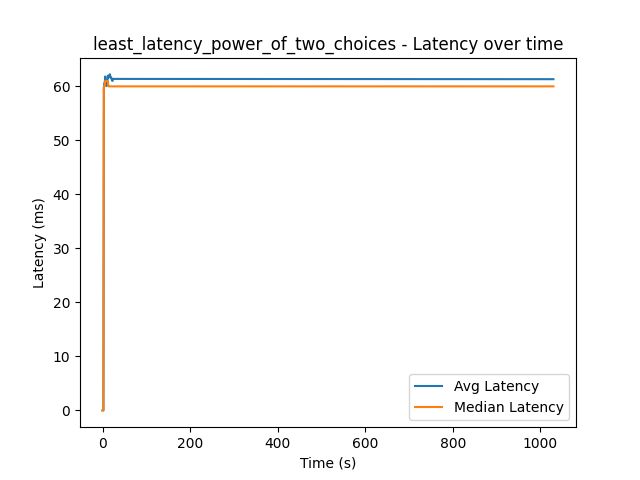 least_latency_power_of_two_choices - Latency over time
60
50
40
30
20
10
0
Latency (ms)
0 200 400 600 800 1000
Time (s)
Avg Latency
Median Latency